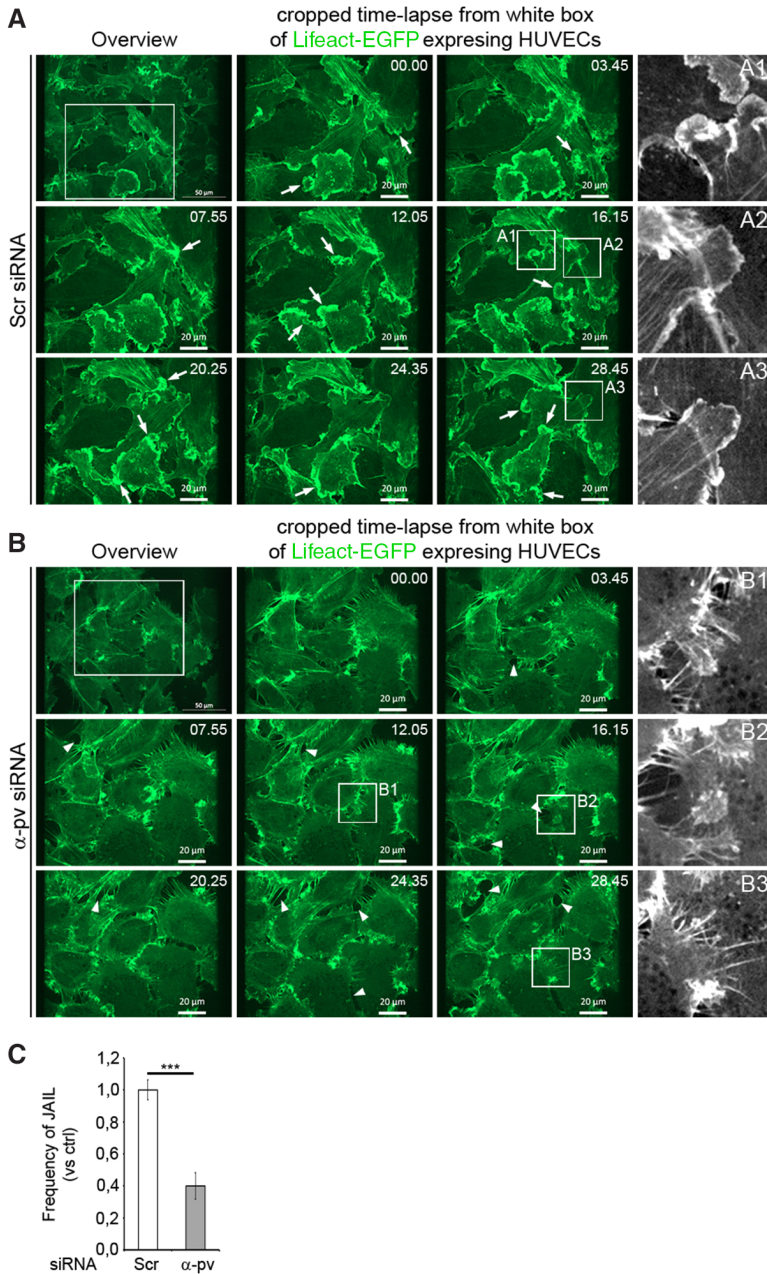 A
Overview
cropped time-lapse from white box
of Lifeact-EGFP expresing HUVECs
Scr siRNA
50 µm
00.00
20 µm
03.45
20 µm
A1
07.55
20 µm
12.05
20 µm
16.15
A1
A2
20 µm
A2
20.25
20 µm
24.35
20 µm
28.45
A3
20 µm
A3
B
Overview
cropped time-lapse from white box
of Lifeact-EGFP expresing HUVECs
α-pv siRNA
50 µm
00.00
20 µm
03.45
20 µm
B1
07.55
20 µm
12.05
B1
20 µm
16.15
B2
20 µm
B2
20.25
20 µm
24.35
20 µm
28.45
B3
20 µm
B3
C
Frequency of JAIL
(vs ctrl)
1,2
1,0
0,8
0,6
0,4
0,2
0,0
***
siRNA Scr α-pv